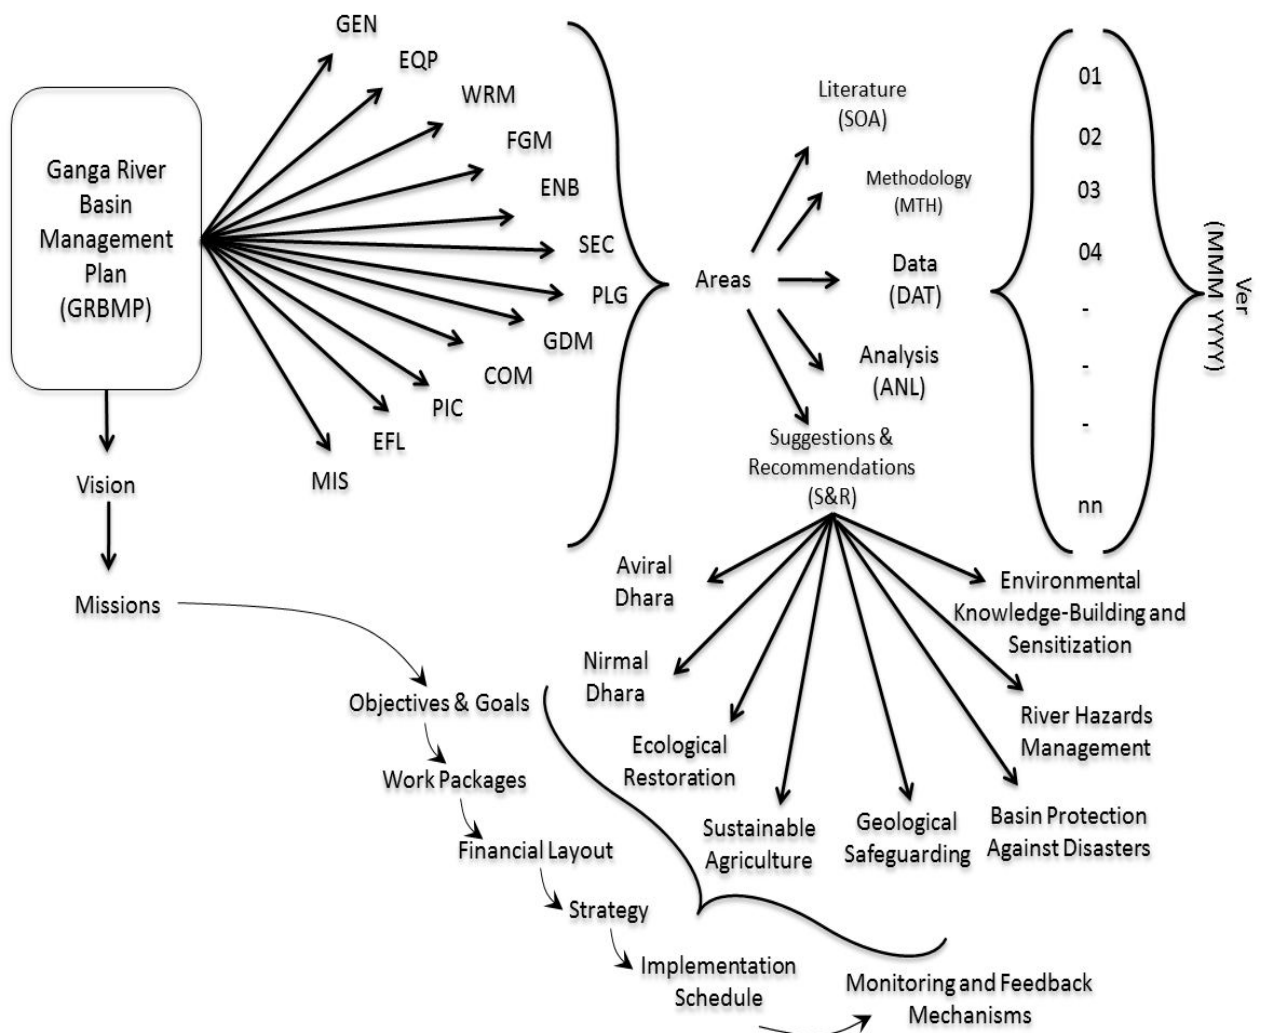 Ganga River
Basin
Management
Plan
(GRBMP)
GEN
EQP
WRM
FGM
ENB
SEC
PLG
GDM
COM
PIC
EFL
MIS
Areas
Literature
(SOA)
Methodology
(MTH)
Data
(DAT)
Analysis
(ANL)
Suggestions &
Recommendations
(S&R)
01
02
03
04
-
-
-
nn
Ver
(MMM YYYY)
Vision
Missions
Objectives & Goals
Work Packages
Financial Layout
Strategy
Implementation
Schedule
Monitoring and Feedback
Mechanisms
Aviral
Dhara
Nirmal
Dhara
Ecological
Restoration
Sustainable
Agriculture
Geological
Safeguarding
Basin Protection
Against Disasters
River Hazards
Management
Environmental
Knowledge-Building and
Sensitization